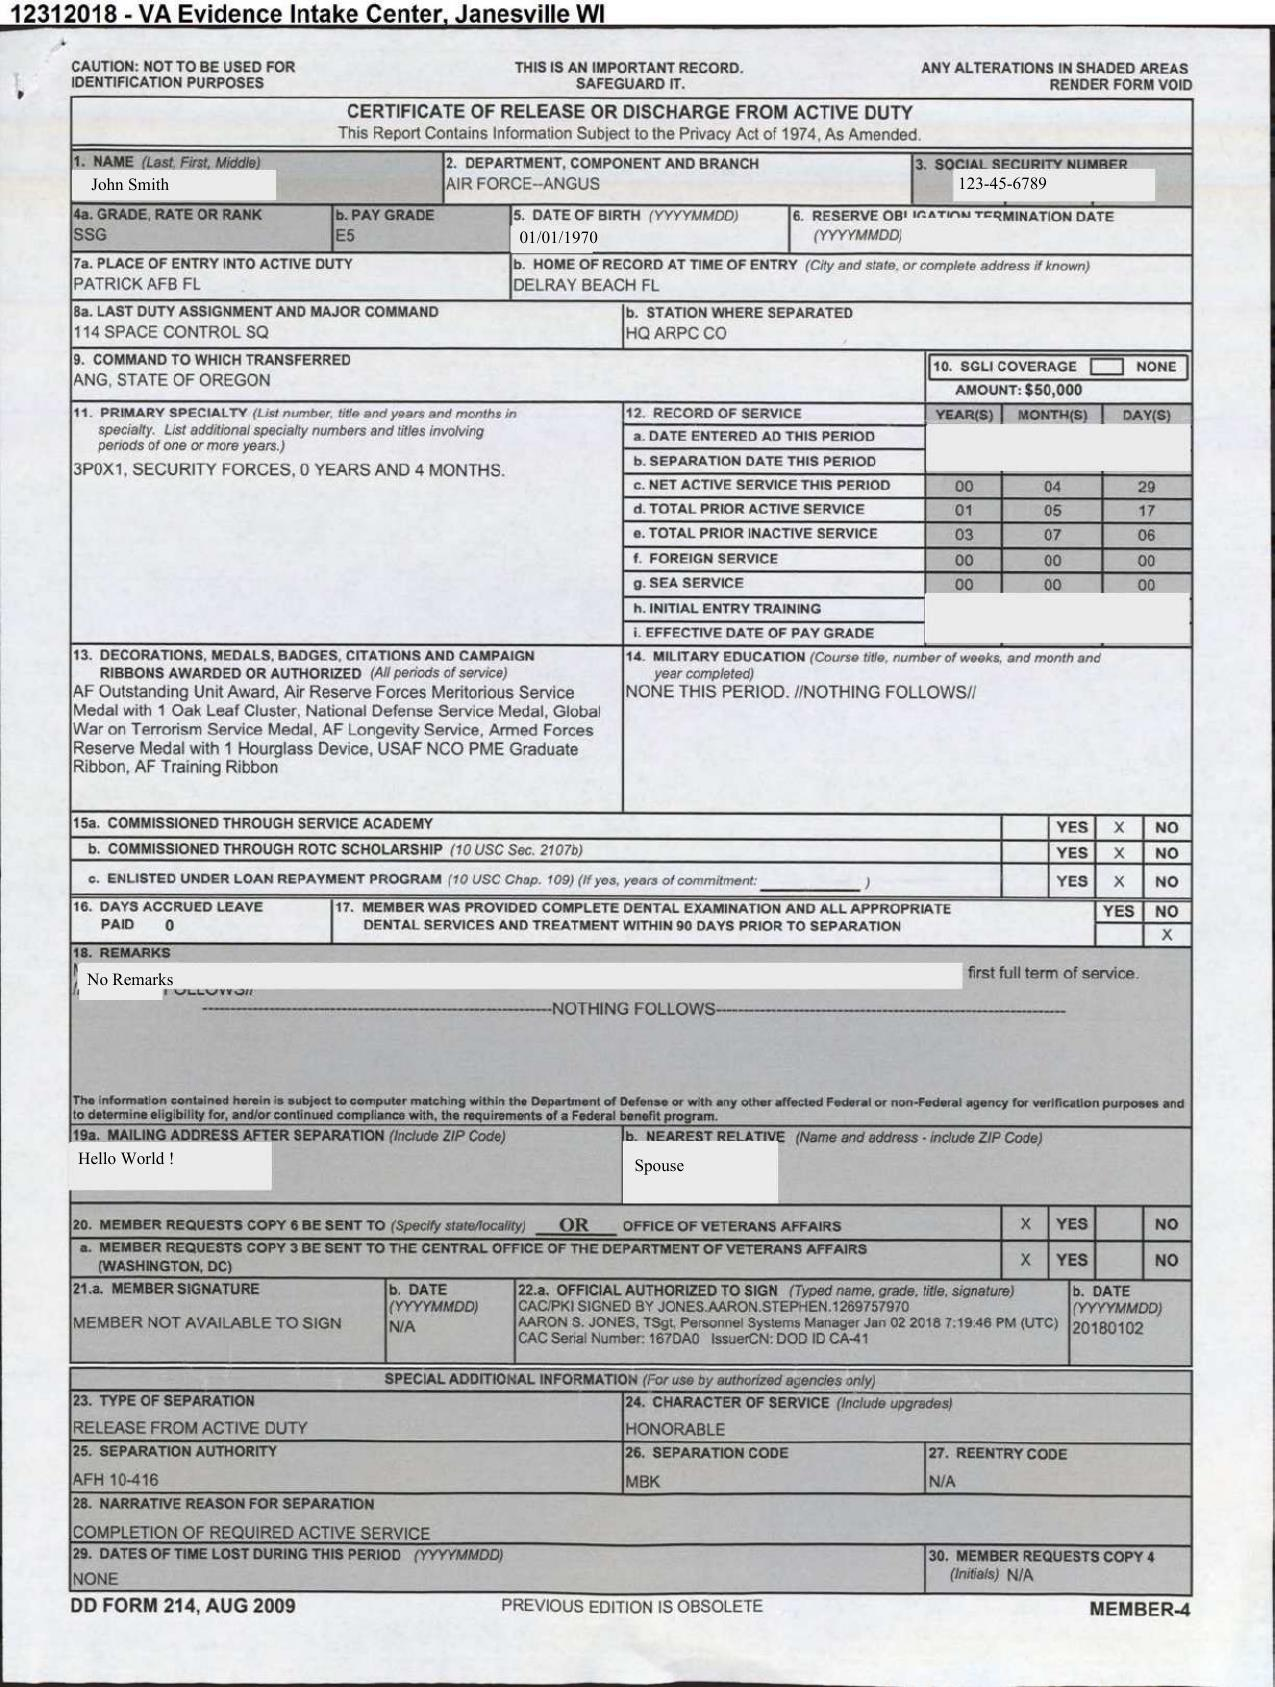 12312018 - VA Evidence Intake Center, Janesville WI
CAUTION: NOT TO BE USED FOR IDENTIFICATION PURPOSES
THIS IS AN IMPORTANT RECORD. SAFEGUARD IT.
ANY ALTERATIONS IN SHADED AREAS RENDER FORM VOID
CERTIFICATE OF RELEASE OR DISCHARGE FROM ACTIVE DUTY
This Report Contains Information Subject to the Privacy Act of 1974, As Amended.
1. NAME (Last, First, Middle)
John Smith
2. DEPARTMENT, COMPONENT AND BRANCH
AIR FORCE--ANGUS
3. SOCIAL SECURITY NUMBER
123-45-6789
4a. GRADE, RATE OR RANK
SSG
b. PAY GRADE
E5
5. DATE OF BIRTH (YYYYMMDD)
01/01/1970
6. RESERVE OBLIGATION TERMINATION DATE
(YYYYMMDD)
7a. PLACE OF ENTRY INTO ACTIVE DUTY
PATRICK AFB FL
b. HOME OF RECORD AT TIME OF ENTRY (City and state, or complete address if known)
DELRAY BEACH FL
8a. LAST DUTY ASSIGNMENT AND MAJOR COMMAND
114 SPACE CONTROL SQ
b. STATION WHERE SEPARATED
HQ ARPC CO
9. COMMAND TO WHICH TRANSFERRED
ANG, STATE OF OREGON
10. SGLI COVERAGE NONE
AMOUNT: $50,000
11. PRIMARY SPECIALTY (List number, title and years and months in
specialty. List additional specialty numbers and titles involving
periods of one or more years.)
3P0X1, SECURITY FORCES, 0 YEARS AND 4 MONTHS.
12. RECORD OF SERVICE YEAR(S) MONTH(S) DAY(S)
a. DATE ENTERED AD THIS PERIOD
b. SEPARATION DATE THIS PERIOD
c. NET ACTIVE SERVICE THIS PERIOD 00 04 29
d. TOTAL PRIOR ACTIVE SERVICE 01 05 17
e. TOTAL PRIOR INACTIVE SERVICE 03 07 06
f. FOREIGN SERVICE 00 00 00
g. SEA SERVICE 00 00 00
h. INITIAL ENTRY TRAINING
i. EFFECTIVE DATE OF PAY GRADE
13. DECORATIONS, MEDALS, BADGES, CITATIONS AND CAMPAIGN
RIBBONS AWARDED OR AUTHORIZED (All periods of service)
AF Outstanding Unit Award, Air Reserve Forces Meritorious Service
Medal with 1 Oak Leaf Cluster, National Defense Service Medal, Global
War on Terrorism Service Medal, AF Longevity Service, Armed Forces
Reserve Medal with 1 Hourglass Device, USAF NCO PME Graduate
Ribbon, AF Training Ribbon
14. MILITARY EDUCATION (Course title, number of weeks, and month and
year completed)
NONE THIS PERIOD. //NOTHING FOLLOWS//
15a. COMMISSIONED THROUGH SERVICE ACADEMY YES X NO
b. COMMISSIONED THROUGH ROTC SCHOLARSHIP (10 USC Sec. 2107b) YES X NO
c. ENLISTED UNDER LOAN REPAYMENT PROGRAM (10 USC Chap. 109) (If yes, years of commitment: ) YES X NO
16. DAYS ACCRUED LEAVE
PAID 0
17. MEMBER WAS PROVIDED COMPLETE DENTAL EXAMINATION AND ALL APPROPRIATE
DENTAL SERVICES AND TREATMENT WITHIN 90 DAYS PRIOR TO SEPARATION
YES NO
X
18. REMARKS
No Remarks first full term of service.
FOLLOWS//
--------NOTHING FOLLOWS--------
The information contained herein is subject to computer matching within the Department of Defense or with any other affected Federal or non-Federal agency for verification purposes and
to determine eligibility for, and/or continued compliance with, the requirements of a Federal benefit program.
19a. MAILING ADDRESS AFTER SEPARATION (Include ZIP Code)
Hello World !
b. NEAREST RELATIVE (Name and address - include ZIP Code)
Spouse
20. MEMBER REQUESTS COPY 6 BE SENT TO (Specify state/locality) OR OFFICE OF VETERANS AFFAIRS X YES NO
a. MEMBER REQUESTS COPY 3 BE SENT TO THE CENTRAL OFFICE OF THE DEPARTMENT OF VETERANS AFFAIRS
(WASHINGTON, DC) X YES NO
21.a. MEMBER SIGNATURE
MEMBER NOT AVAILABLE TO SIGN
b. DATE
(YYYYMMDD)
N/A
22.a. OFFICIAL AUTHORIZED TO SIGN (Typed name, grade, title, signature)
CAC/PKI SIGNED BY JONES.AARON.STEPHEN.1269757970
AARON S. JONES, TSgt, Personnel Systems Manager Jan 02 2018 7:19:46 PM (UTC)
CAC Serial Number: 167DA0 IssuerCN: DOD ID CA-41
b. DATE
(YYYYMMDD)
20180102
SPECIAL ADDITIONAL INFORMATION (For use by authorized agencies only)
23. TYPE OF SEPARATION
RELEASE FROM ACTIVE DUTY
24. CHARACTER OF SERVICE (Include upgrades)
HONORABLE
25. SEPARATION AUTHORITY
AFH 10-416
26. SEPARATION CODE
MBK
27. REENTRY CODE
N/A
28. NARRATIVE REASON FOR SEPARATION
COMPLETION OF REQUIRED ACTIVE SERVICE
29. DATES OF TIME LOST DURING THIS PERIOD (YYYYMMDD)
NONE
30. MEMBER REQUESTS COPY 4
(Initials) N/A
DD FORM 214, AUG 2009
PREVIOUS EDITION IS OBSOLETE
MEMBER-4